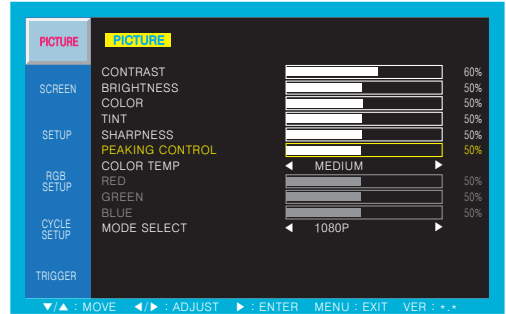 PICTURE
SCREEN
SETUP
RGB
SETUP
CYCLE
SETUP
TRIGGER
PICTURE
CONTRAST 60%
BRIGHTNESS 50%
COLOR 50%
TINT 50%
SHARPNESS 50%
PEAKING CONTROL 50%
COLOR TEMP ◀ MEDIUM ▶
RED 50%
GREEN 50%
BLUE 50%
MODE SELECT ◀ 1080P ▶
▼/▲ : MOVE ◀/▶ : ADJUST ▶ : ENTER MENU : EXIT VER : *.*